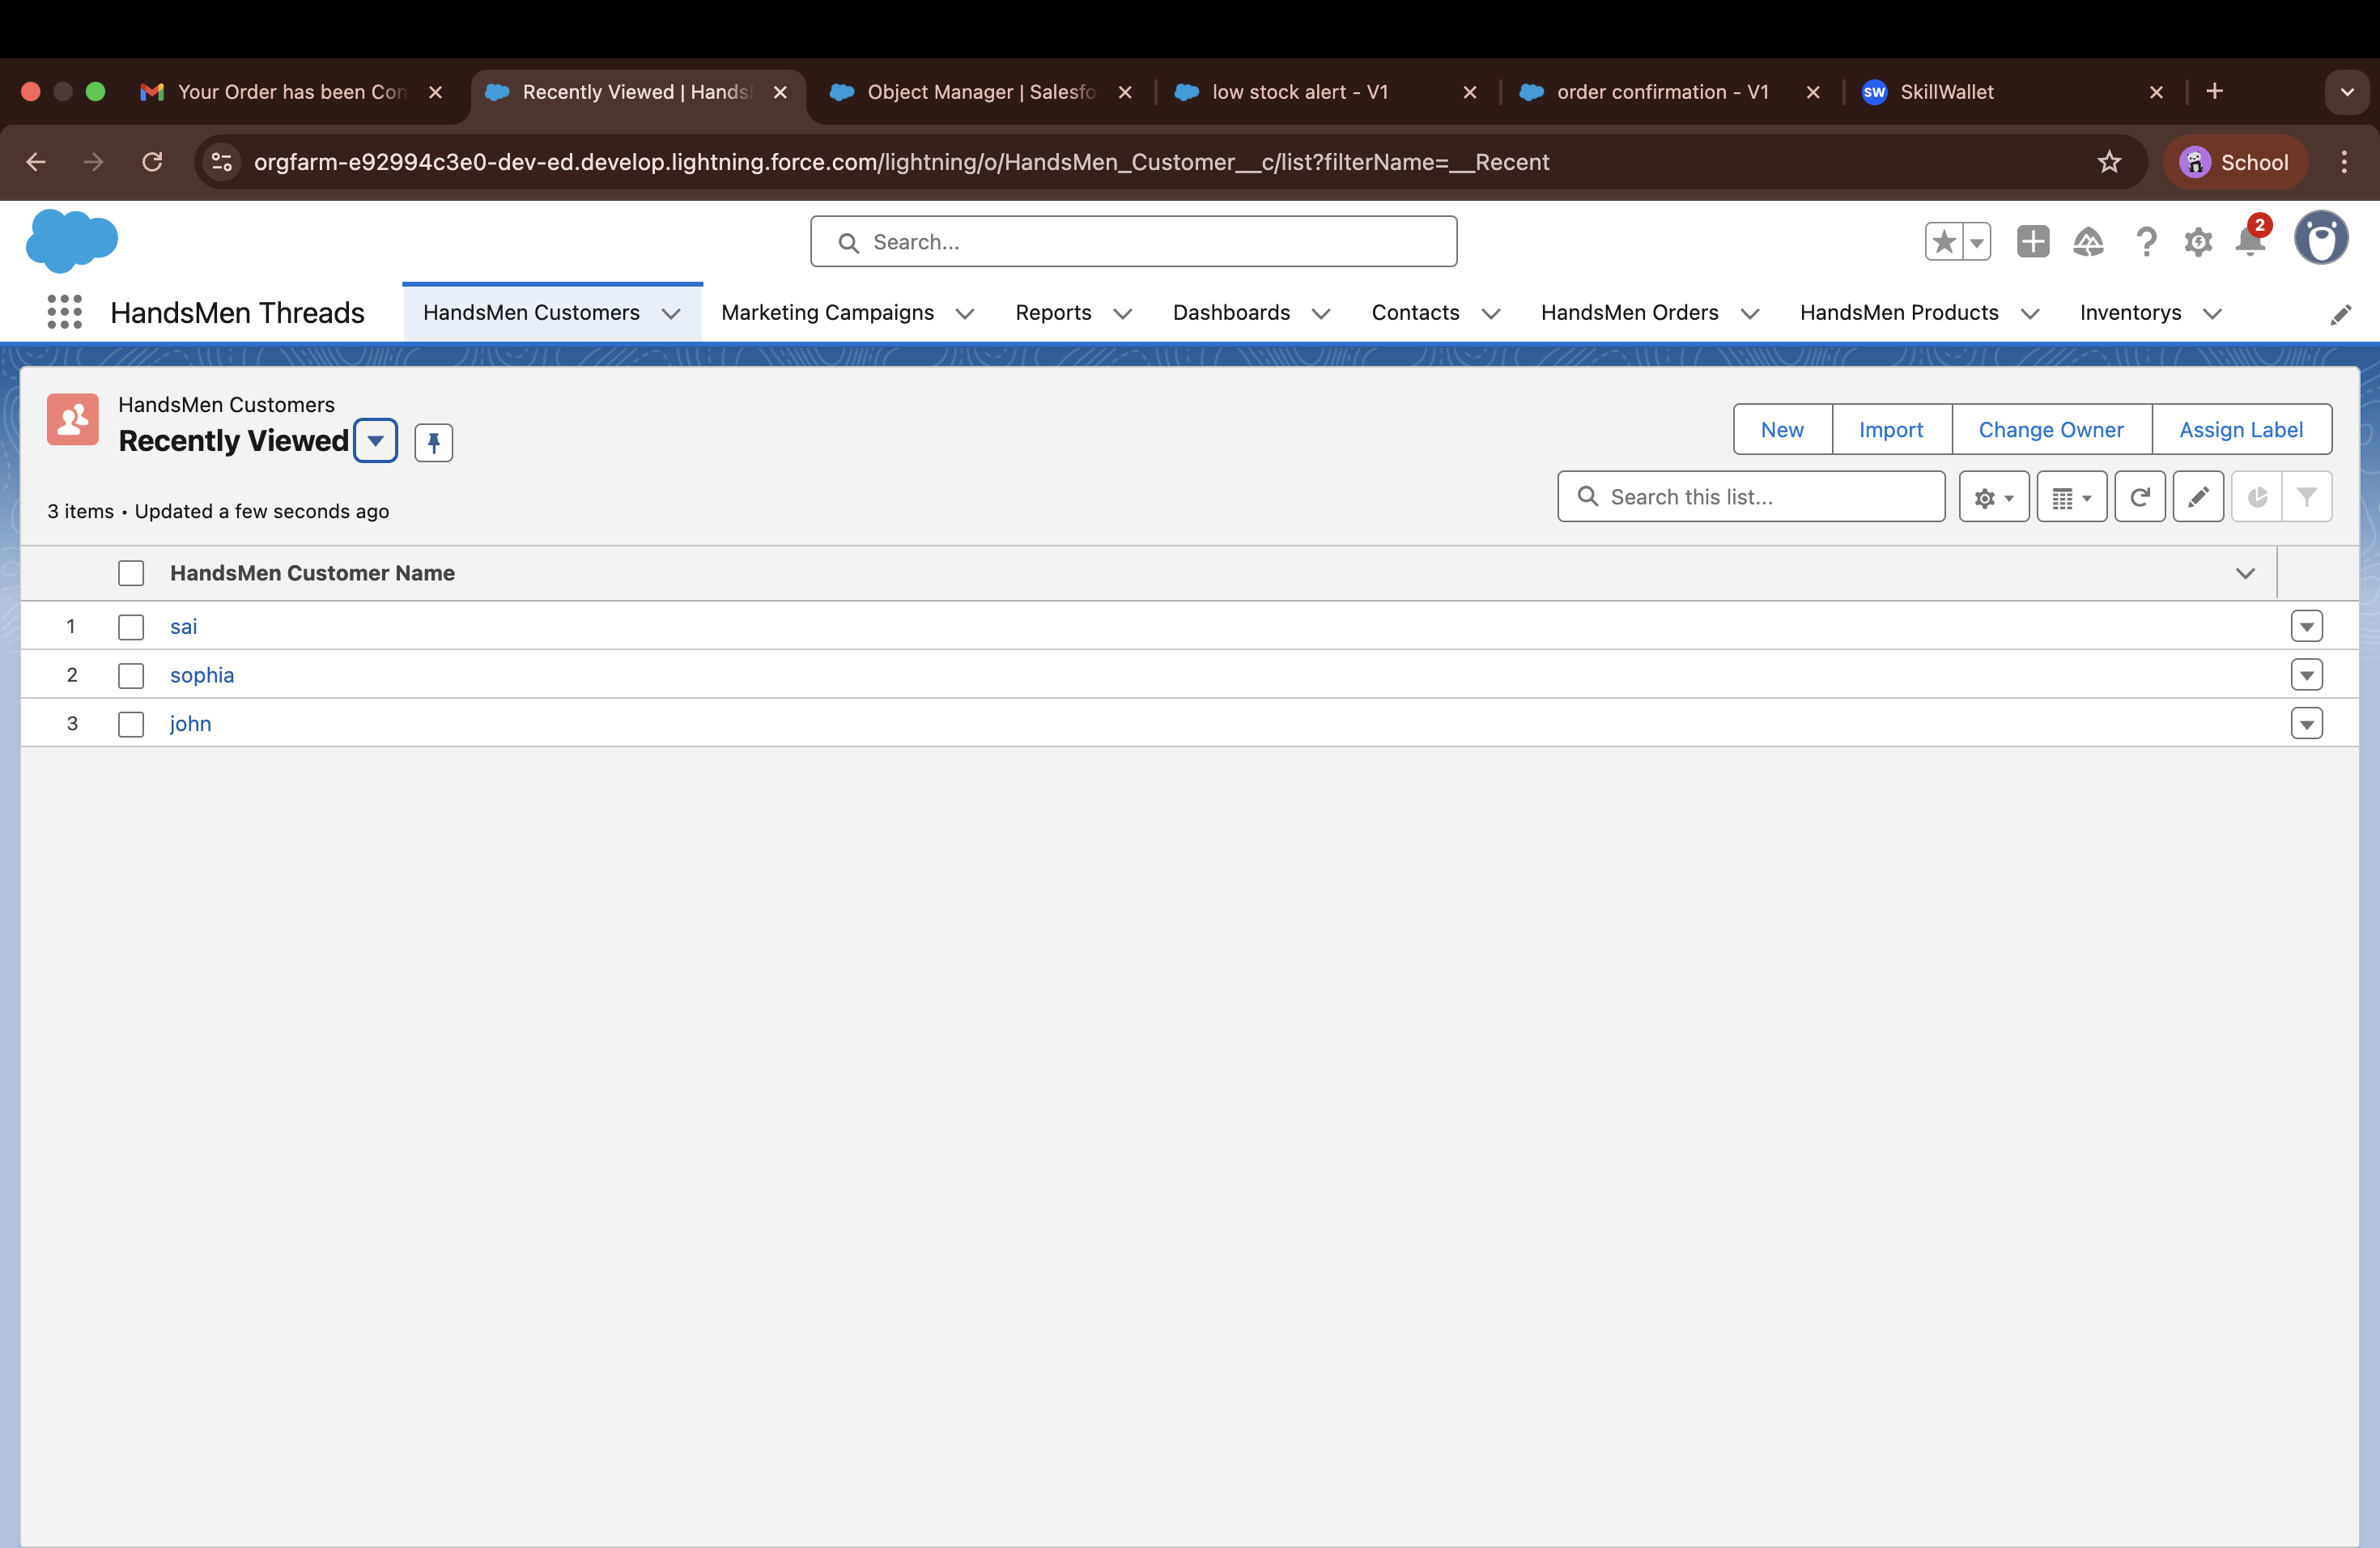 Your Order has been Con
Recently Viewed | Hands
Object Manager | Salesfo
low stock alert - V1
order confirmation - V1
SW SkillWallet
orgfarm-e92994c3e0-dev-ed.develop.lightning.force.com/lightning/o/HandsMen_Customer__c/list?filterName=__Recent
School
Search...
2
HandsMen Threads
HandsMen Customers
Marketing Campaigns
Reports
Dashboards
Contacts
HandsMen Orders
HandsMen Products
Inventorys
HandsMen Customers
Recently Viewed
New
Import
Change Owner
Assign Label
3 items • Updated a few seconds ago
Search this list...
HandsMen Customer Name
1 sai
2 sophia
3 john